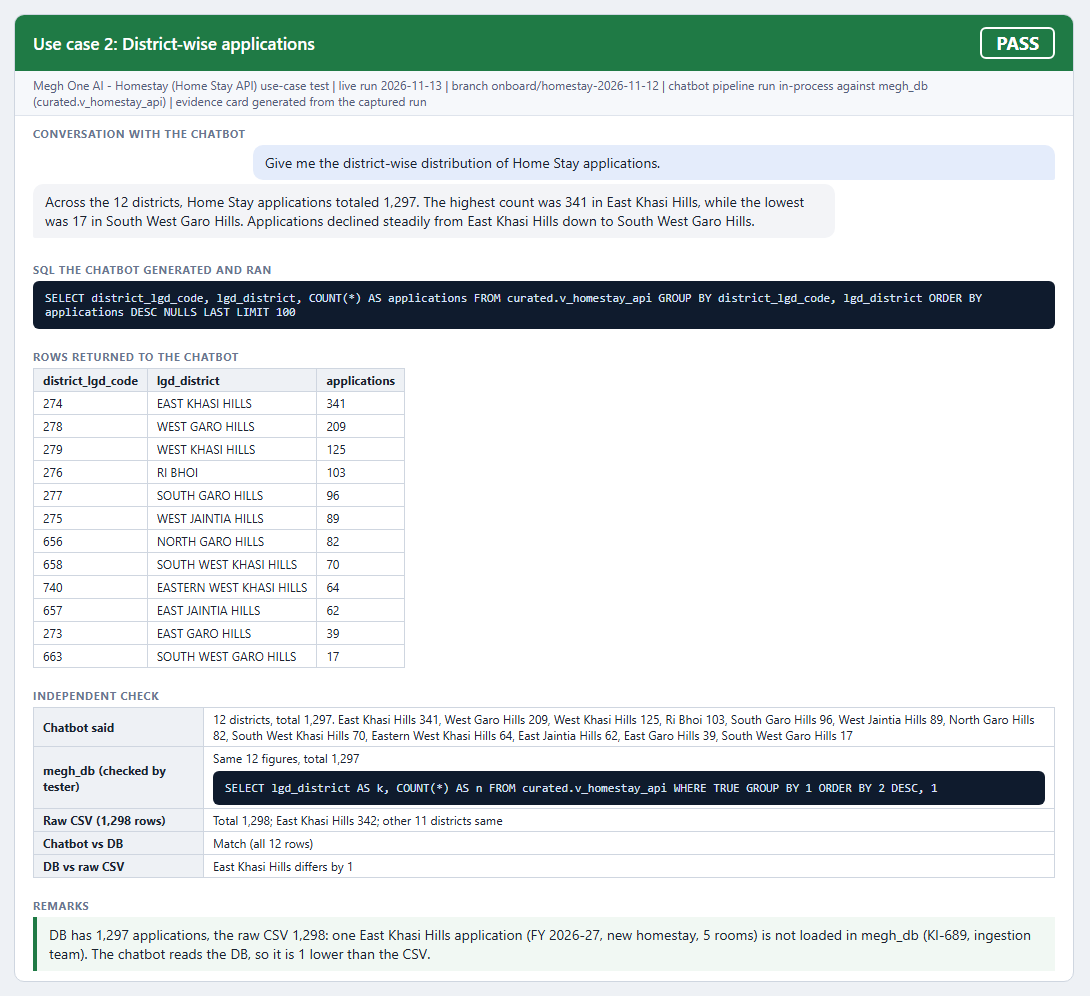 Use case 2: District-wise applications
PASS
Megh One AI - Homestay (Home Stay API) use-case test | live run 2026-11-13 | branch onboard/homestay-2026-11-12 | chatbot pipeline run in-process against megh_db
(curated.v_homestay_api) | evidence card generated from the captured run
CONVERSATION WITH THE CHATBOT
Give me the district-wise distribution of Home Stay applications.
Across the 12 districts, Home Stay applications totaled 1,297. The highest count was 341 in East Khasi Hills, while the lowest
was 17 in South West Garo Hills. Applications declined steadily from East Khasi Hills down to South West Garo Hills.
SQL THE CHATBOT GENERATED AND RAN
SELECT district_lgd_code, lgd_district, COUNT(*) AS applications FROM curated.v_homestay_api GROUP BY district_lgd_code, lgd_district ORDER BY
applications DESC NULLS LAST LIMIT 100
ROWS RETURNED TO THE CHATBOT
district_lgd_code lgd_district applications
274 EAST KHASI HILLS 341
278 WEST GARO HILLS 209
279 WEST KHASI HILLS 125
276 RI BHOI 103
277 SOUTH GARO HILLS 96
275 WEST JAINTIA HILLS 89
656 NORTH GARO HILLS 82
658 SOUTH WEST KHASI HILLS 70
740 EASTERN WEST KHASI HILLS 64
657 EAST JAINTIA HILLS 62
273 EAST GARO HILLS 39
663 SOUTH WEST GARO HILLS 17
INDEPENDENT CHECK
Chatbot said
12 districts, total 1,297. East Khasi Hills 341, West Garo Hills 209, West Khasi Hills 125, Ri Bhoi 103, South Garo Hills 96, West Jaintia Hills 89, North Garo Hills
82, South West Khasi Hills 70, Eastern West Khasi Hills 64, East Jaintia Hills 62, East Garo Hills 39, South West Garo Hills 17
megh_db (checked by
tester)
Same 12 figures, total 1,297
SELECT lgd_district AS k, COUNT(*) AS n FROM curated.v_homestay_api WHERE TRUE GROUP BY 1 ORDER BY 2 DESC, 1
Raw CSV (1,298 rows) Total 1,298; East Khasi Hills 342; other 11 districts same
Chatbot vs DB Match (all 12 rows)
DB vs raw CSV East Khasi Hills differs by 1
REMARKS
DB has 1,297 applications, the raw CSV 1,298: one East Khasi Hills application (FY 2026-27, new homestay, 5 rooms) is not loaded in megh_db (KI-689, ingestion
team). The chatbot reads the DB, so it is 1 lower than the CSV.